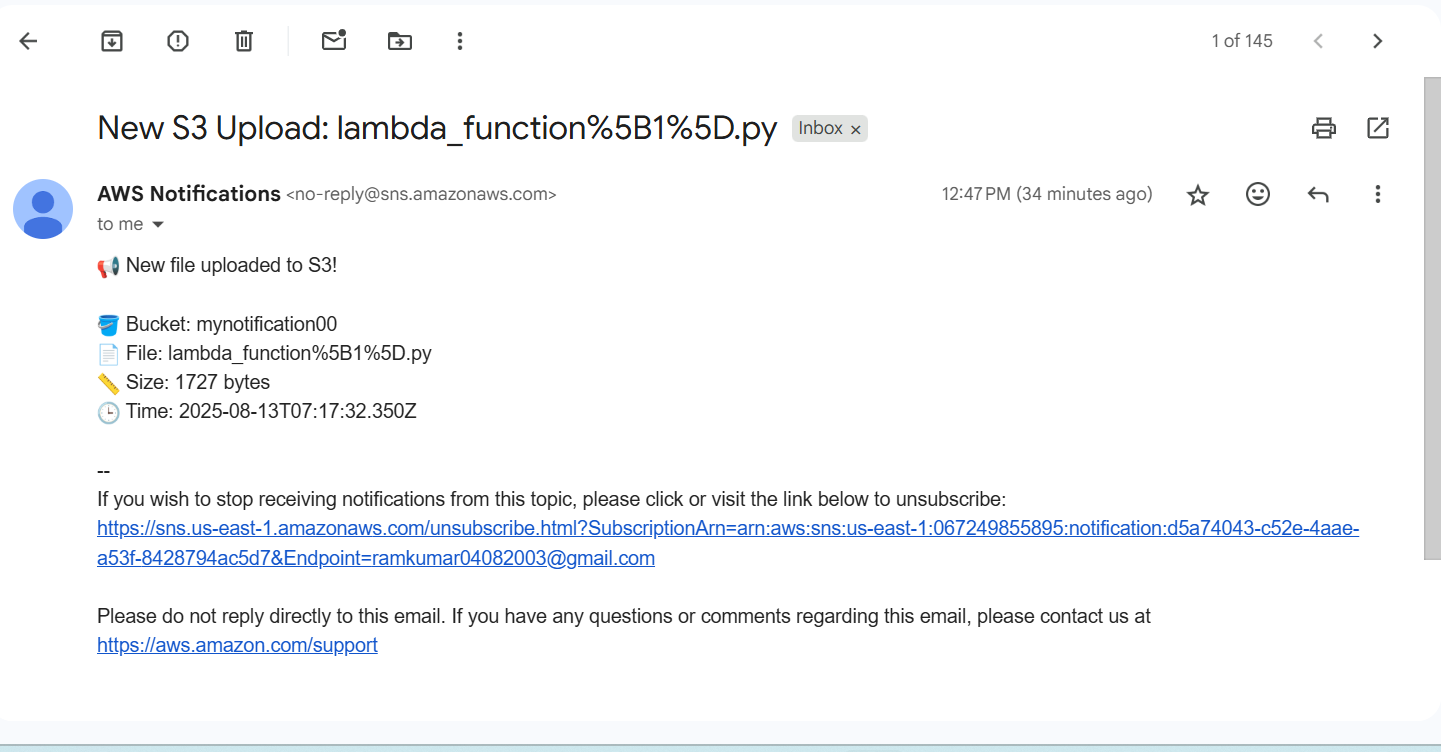 1 of 145
New S3 Upload: lambda_function%5B1%5D.py Inbox ×
AWS Notifications <no-reply@sns.amazonaws.com> 12:47 PM (34 minutes ago)
to me
📢 New file uploaded to S3!
🪣 Bucket: mynotification00
📄 File: lambda_function%5B1%5D.py
📏 Size: 1727 bytes
🕒 Time: 2025-08-13T07:17:32.350Z
--
If you wish to stop receiving notifications from this topic, please click or visit the link below to unsubscribe:
https://sns.us-east-1.amazonaws.com/unsubscribe.html?SubscriptionArn=arn:aws:sns:us-east-1:067249855895:notification:d5a74043-c52e-4aae-
a53f-8428794ac5d7&Endpoint=ramkumar04082003@gmail.com
Please do not reply directly to this email. If you have any questions or comments regarding this email, please contact us at
https://aws.amazon.com/support